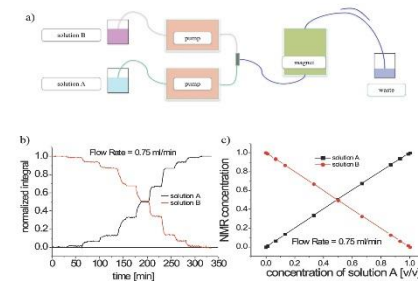 a)
solution B
pump
solution A
pump
magnet
waste
b)
Flow Rate = 0.75 ml/min
normalized integral
1.0
0.8
0.6
0.4
0.2
0.0
solution A
solution B
0 50 100 150 200 250 300 350
time [min]
c)
NMR concentration
1.0
0.8
0.6
0.4
0.2
0.0
solution A
solution B
Flow Rate = 0.75 ml/min
0.0 0.2 0.4 0.6 0.8 1.0
concentration of solution A [v/v]